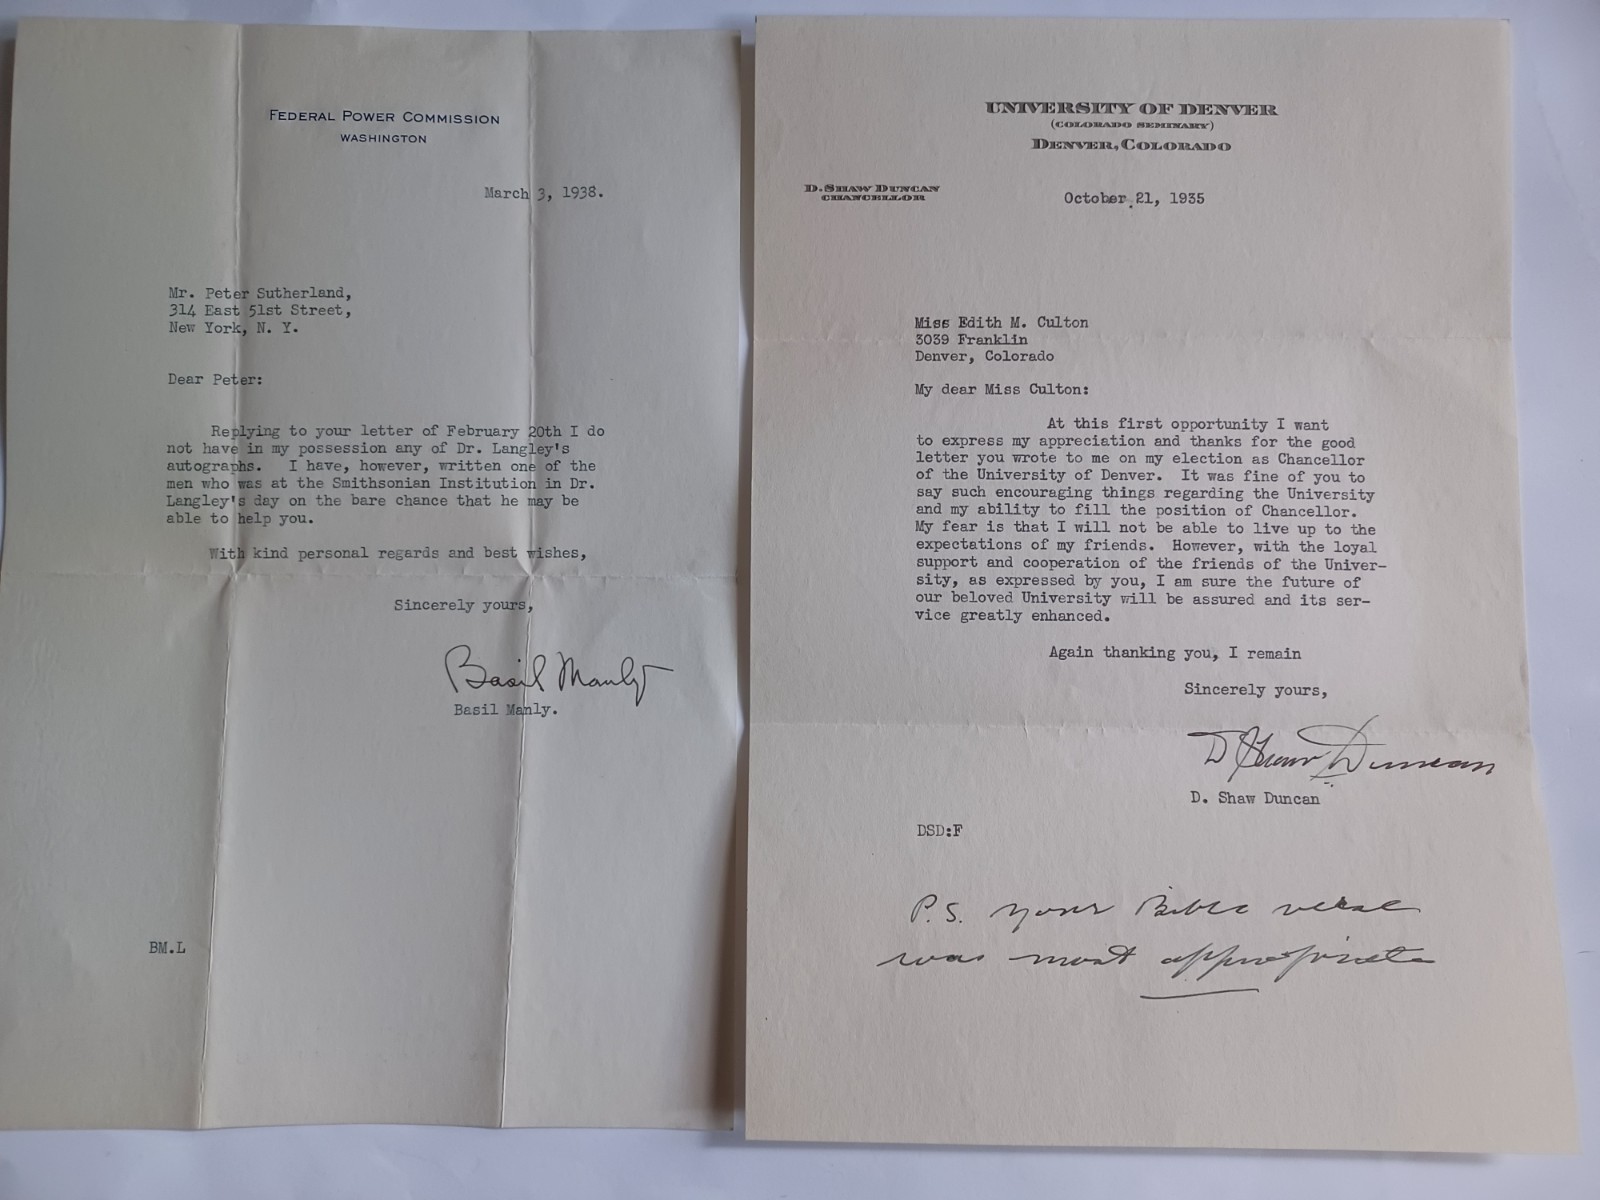 FEDERAL POWER COMMISSION
WASHINGTON
March 3, 1938.
Mr. Peter Sutherland,
314 East 51st Street,
New York, N. Y.
Dear Peter:
Replying to your letter of February 20th I do
not have in my possession any of Dr. Langley's
autographs. I have, however, written one of the
men who was at the Smithsonian Institution in Dr.
Langley's day on the bare chance that he may be
able to help you.
With kind personal regards and best wishes,
Sincerely yours,
Basil Manly
Basil Manly.
BM.L
UNIVERSITY OF DENVER
(COLORADO SEMINARY)
DENVER, COLORADO
D. SHAW DUNCAN
CHANCELLOR
October 21, 1935
Miss Edith M. Culton
3039 Franklin
Denver, Colorado
My dear Miss Culton:
At this first opportunity I want
to express my appreciation and thanks for the good
letter you wrote to me on my election as Chancellor
of the University of Denver. It was fine of you to
say such encouraging things regarding the University
and my ability to fill the position of Chancellor.
My fear is that I will not be able to live up to the
expectations of my friends. However, with the loyal
support and cooperation of the friends of the Univer-
sity, as expressed by you, I am sure the future of
our beloved University will be assured and its ser-
vice greatly enhanced.
Again thanking you, I remain
Sincerely yours,
D Shaw Duncan
D. Shaw Duncan
DSD:F
P.S. Your Bible verse
was most appropriate